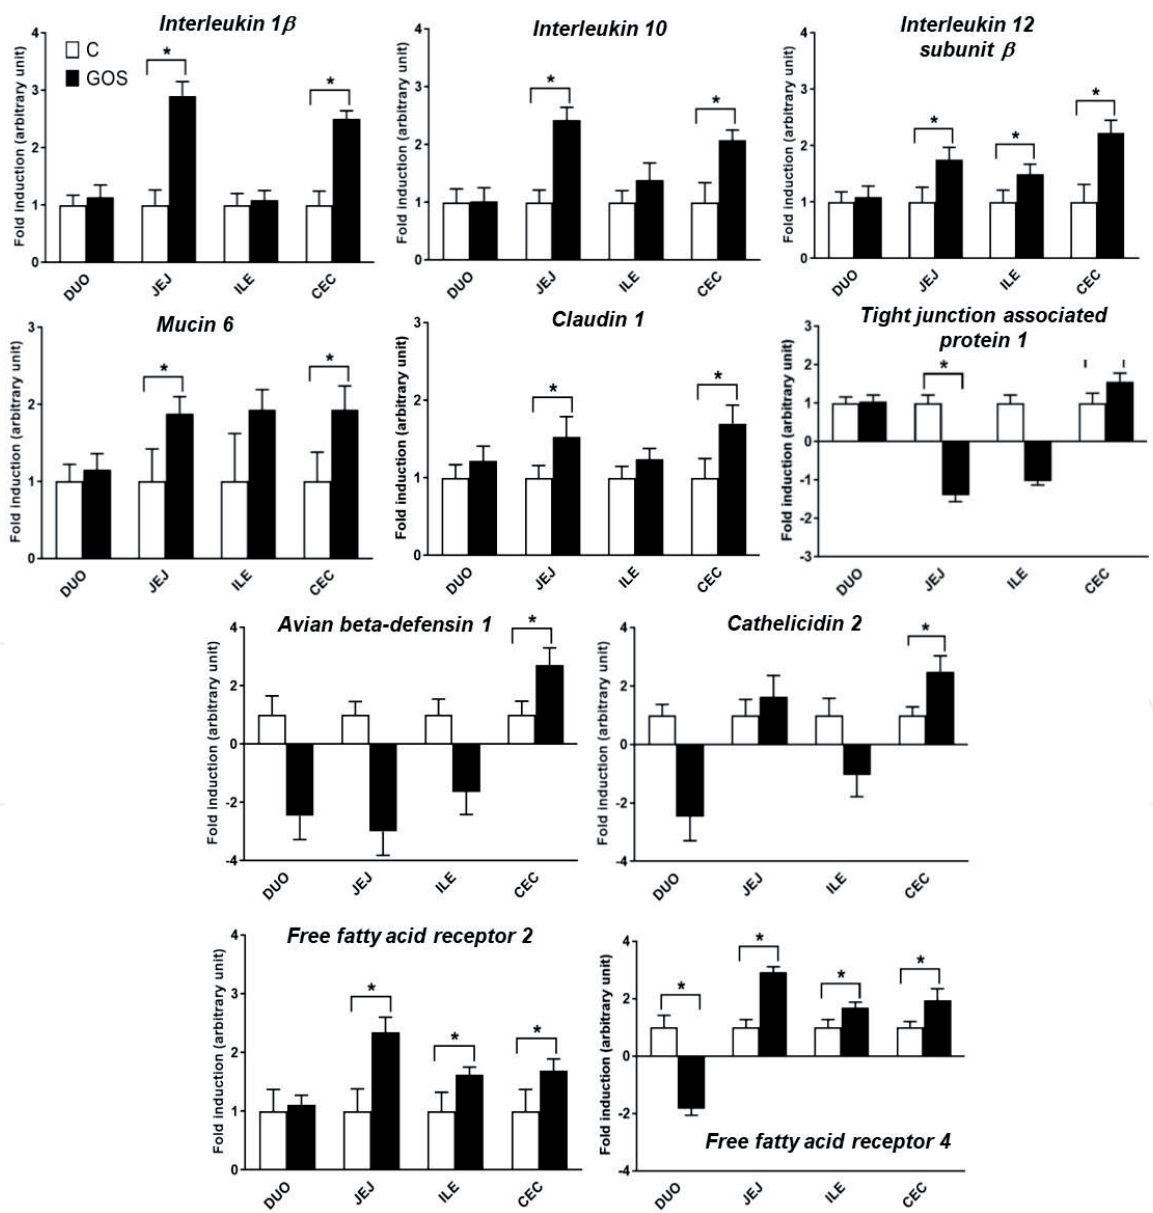 Interleukin 1β
Fold induction (arbitrary unit)
4
3
2
1
0
C
GOS
*
*
DUO
JEJ
ILE
CEC
Interleukin 10
Fold induction (arbitrary unit)
4
3
2
1
0
*
*
DUO
JEJ
ILE
CEC
Interleukin 12
subunit β
Fold induction (arbitrary unit)
4
3
2
1
0
*
*
*
DUO
JEJ
ILE
CEC
Mucin 6
Fold induction (arbitrary unit)
3
2
1
0
*
*
DUO
JEJ
ILE
CEC
Claudin 1
Fold induction (arbitrary unit)
3
2
1
0
*
*
DUO
JEJ
ILE
CEC
Tight junction associated
protein 1
Fold induction (arbitrary unit)
3
2
1
0
-1
-2
-3
*
DUO
JEJ
ILE
CEC
Avian beta-defensin 1
Fold induction (arbitrary unit)
4
2
0
-2
-4
*
DUO
JEJ
ILE
CEC
Cathelicidin 2
Fold induction (arbitrary unit)
4
2
0
-2
-4
*
DUO
JEJ
ILE
CEC
Free fatty acid receptor 2
Fold induction (arbitrary unit)
4
3
2
1
0
*
*
*
DUO
JEJ
ILE
CEC
Fold induction (arbitrary unit)
4
2
0
-2
-4
*
*
*
*
Free fatty acid receptor 4
DUO
JEJ
ILE
CEC